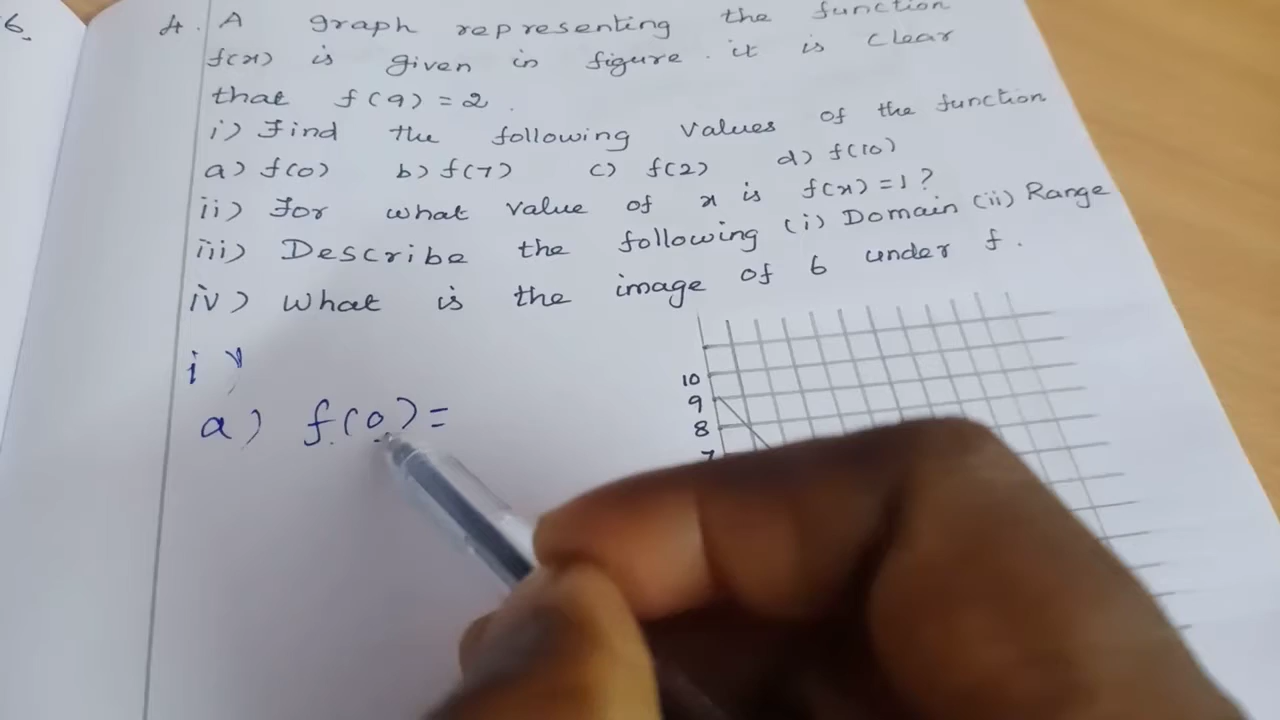 6.
4. A graph representing the function
f(x) is given in figure. it is clear
that f(9) = 2.
i) Find the following values of the function
a) f(0) b) f(7) c) f(2) d) f(10)
ii) For what value of x is f(x) = 1 ?
iii) Describe the following (i) Domain (ii) Range
iv) What is the image of 6 under f.
i)
a) f(0) =
10
9
8
7